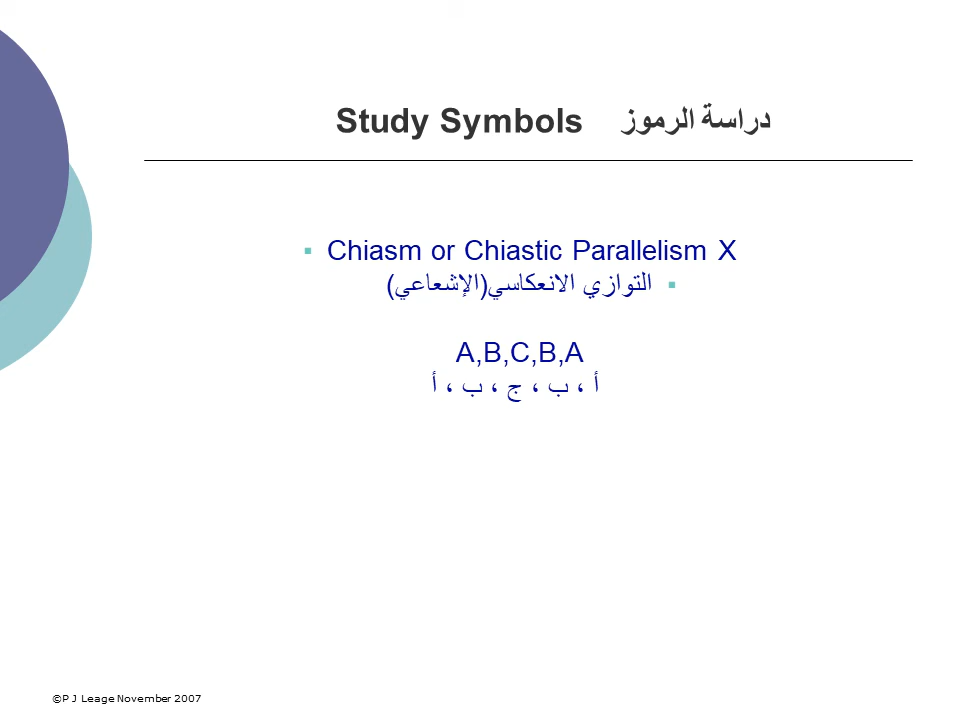 Study Symbols دراسة الرموز
▪ Chiasm or Chiastic Parallelism X
▪ التوازي الانعكاسي(الإشعاعي)
A,B,C,B,A
أ ، ب ، ج ، ب ، أ
©P J Leage November 2007